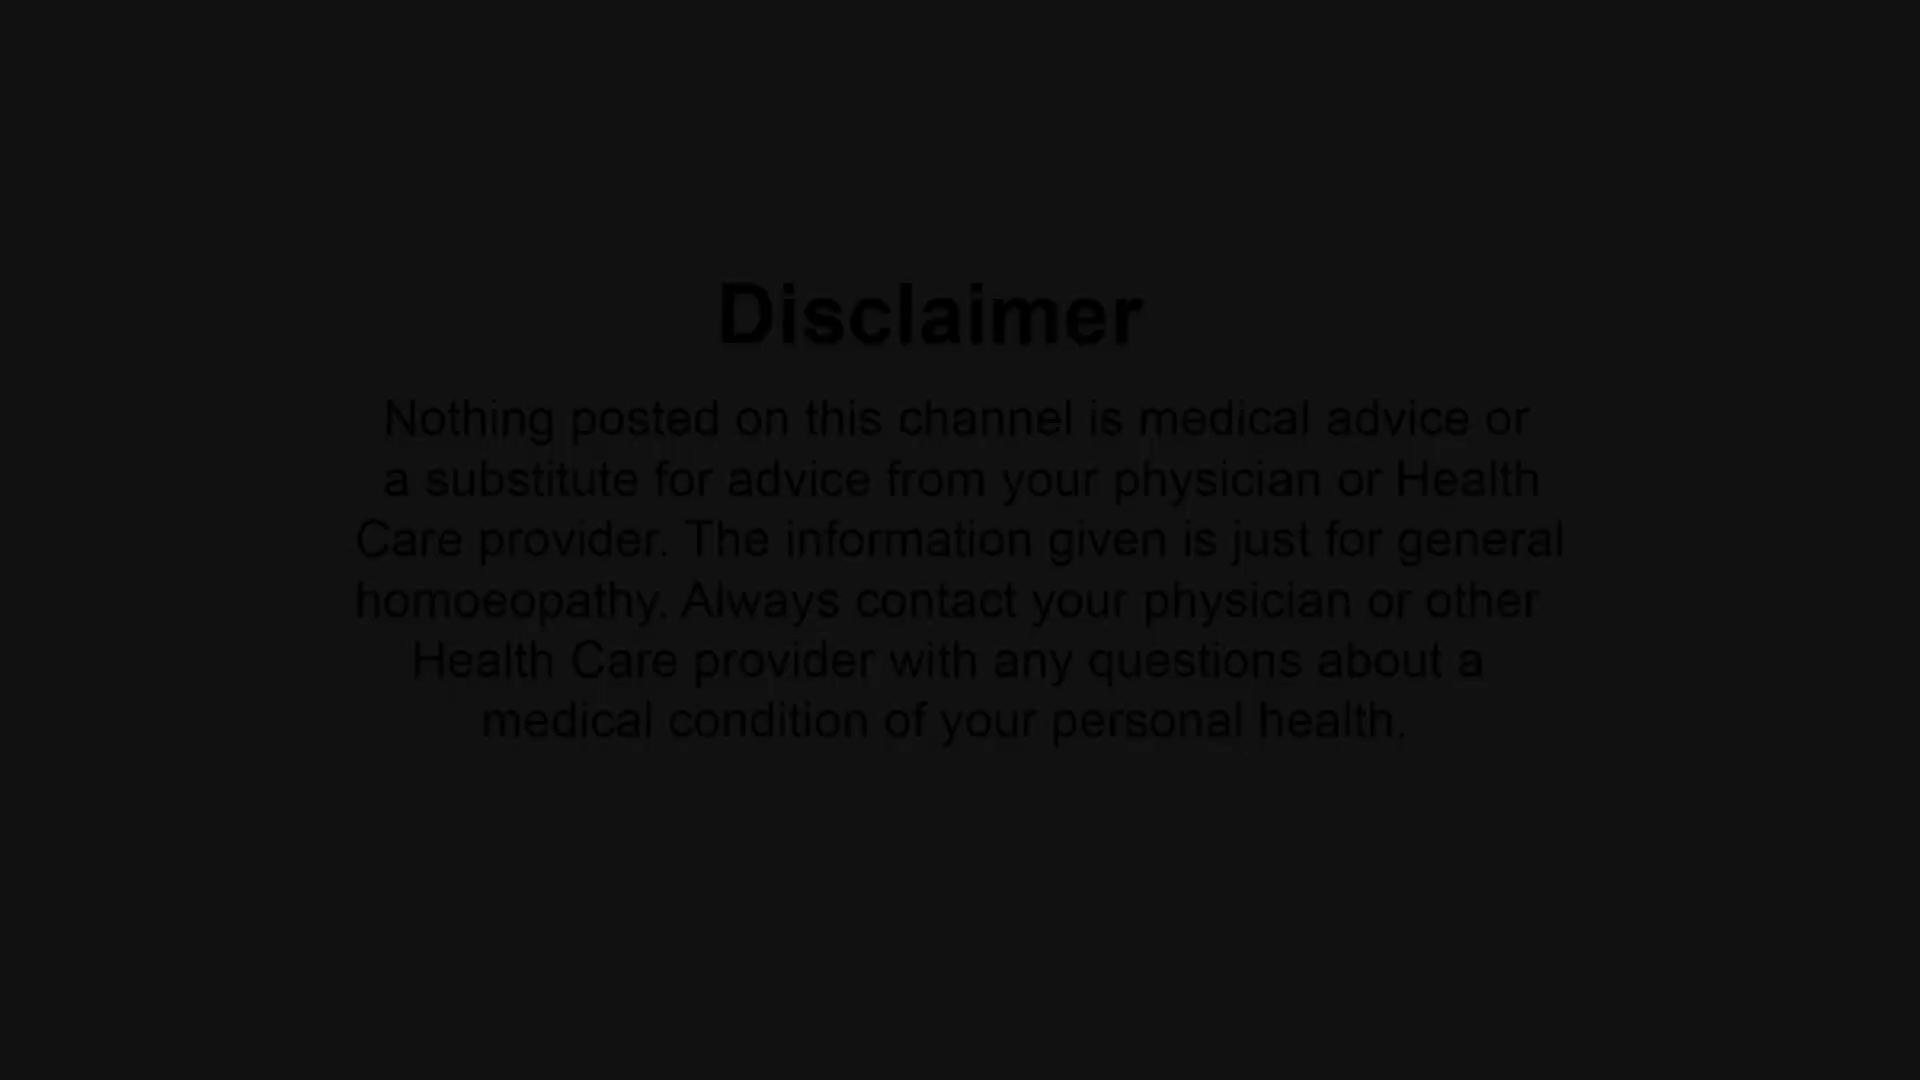 Disclaimer
Nothing posted on this channel is medical advice or
a substitute for advice from your physician or Health
Care provider. The information given is just for general
homoeopathy. Always contact your physician or other
Health Care provider with any questions about a
medical condition of your personal health.